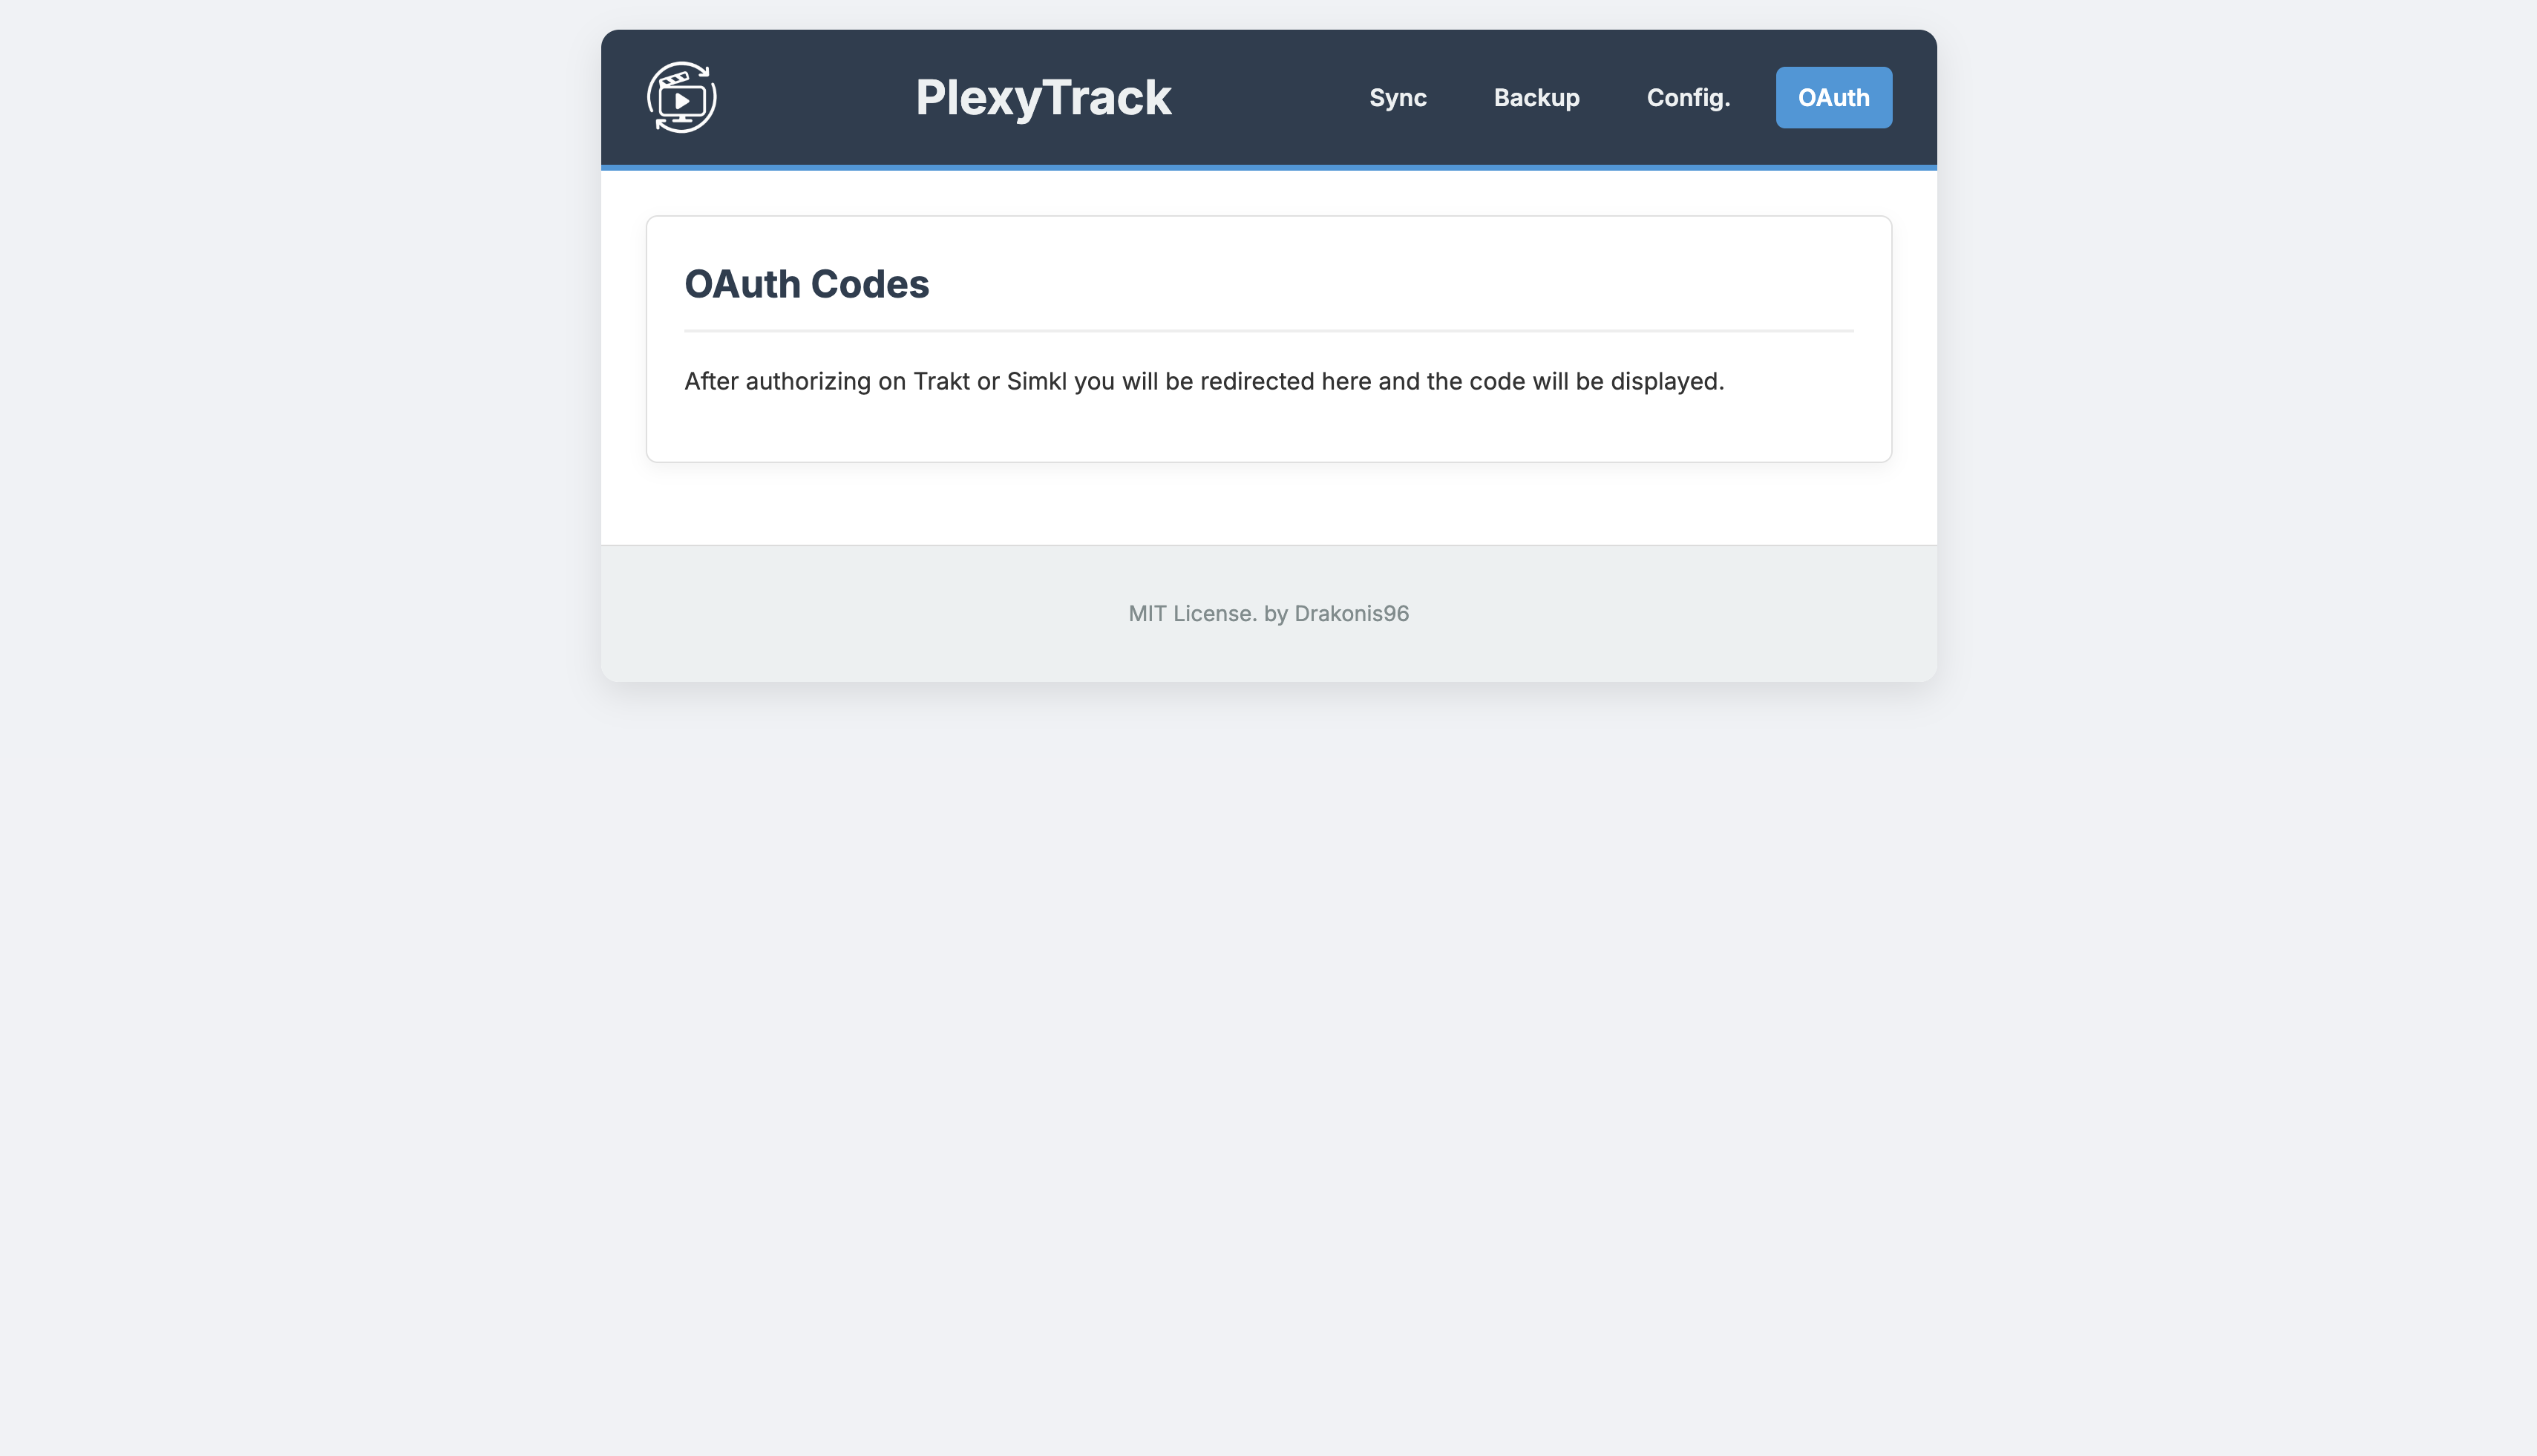 PlexyTrack
Sync
Backup
Config.
OAuth
OAuth Codes
After authorizing on Trakt or Simkl you will be redirected here and the code will be displayed.
MIT License. by Drakonis96